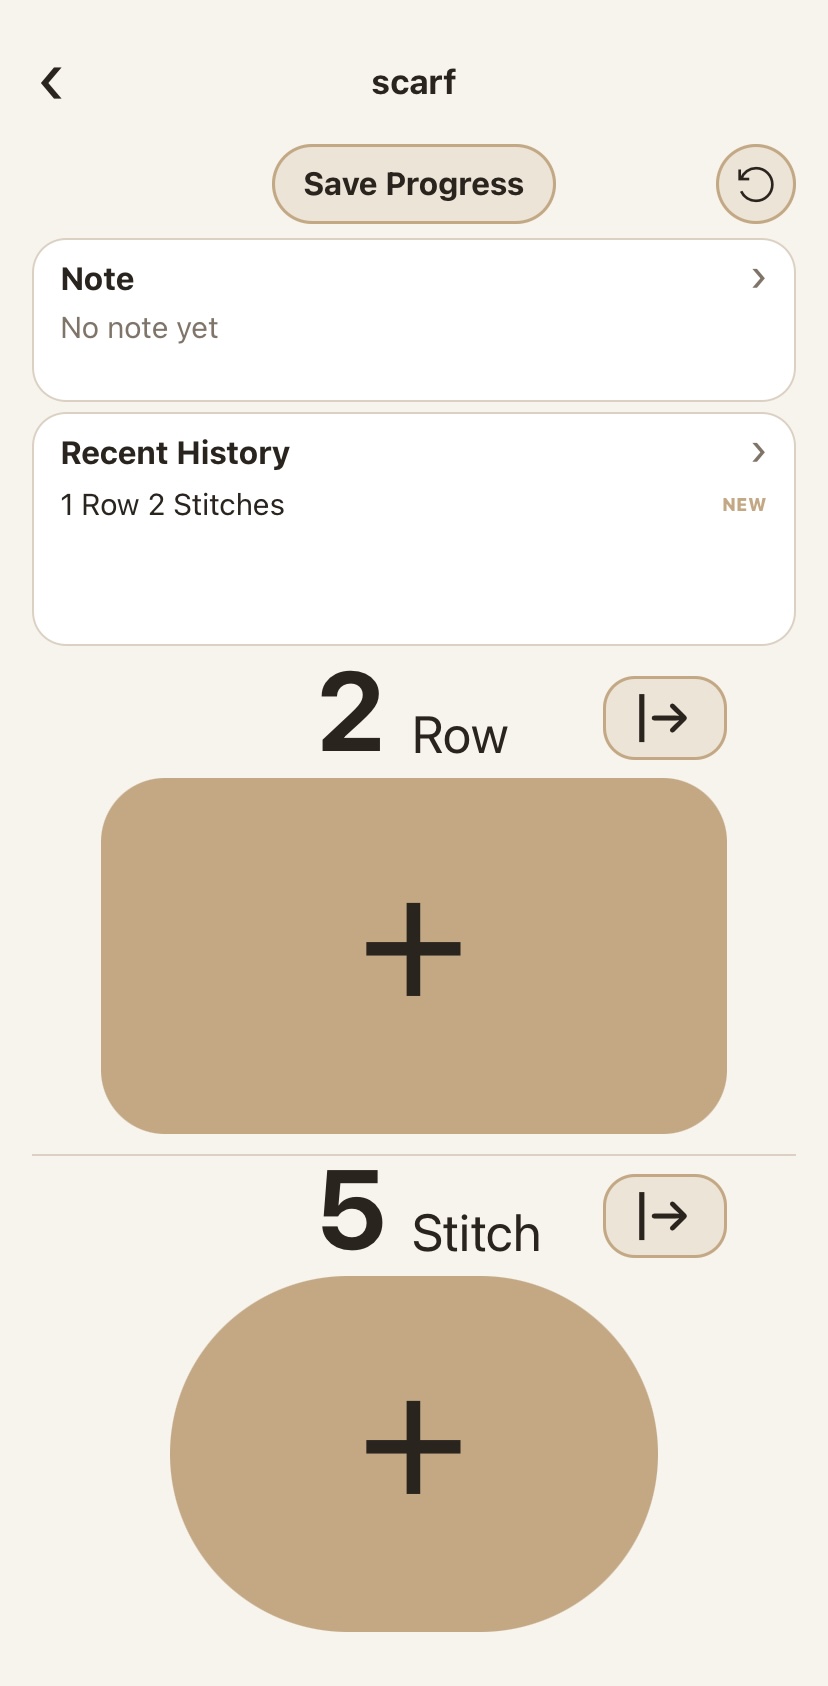 scarf
Save Progress
Note
No note yet
Recent History
1 Row 2 Stitches NEW
2 Row
5 Stitch